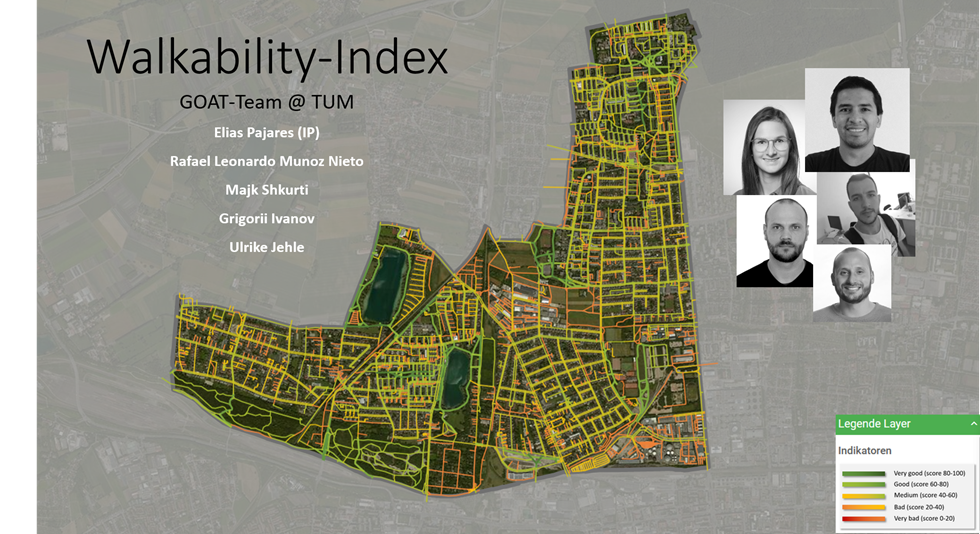 Walkability-Index
GOAT-Team @ TUM
Elias Pajares (IP)
Rafael Leonardo Munoz Nieto
Majk Shkurti
Grigorii Ivanov
Ulrike Jehle
Legende Layer
Indikatoren
Very good (score 80-100)
Good (score 60-80)
Medium (score 40-60)
Bad (score 20-40)
Very bad (score 0-20)